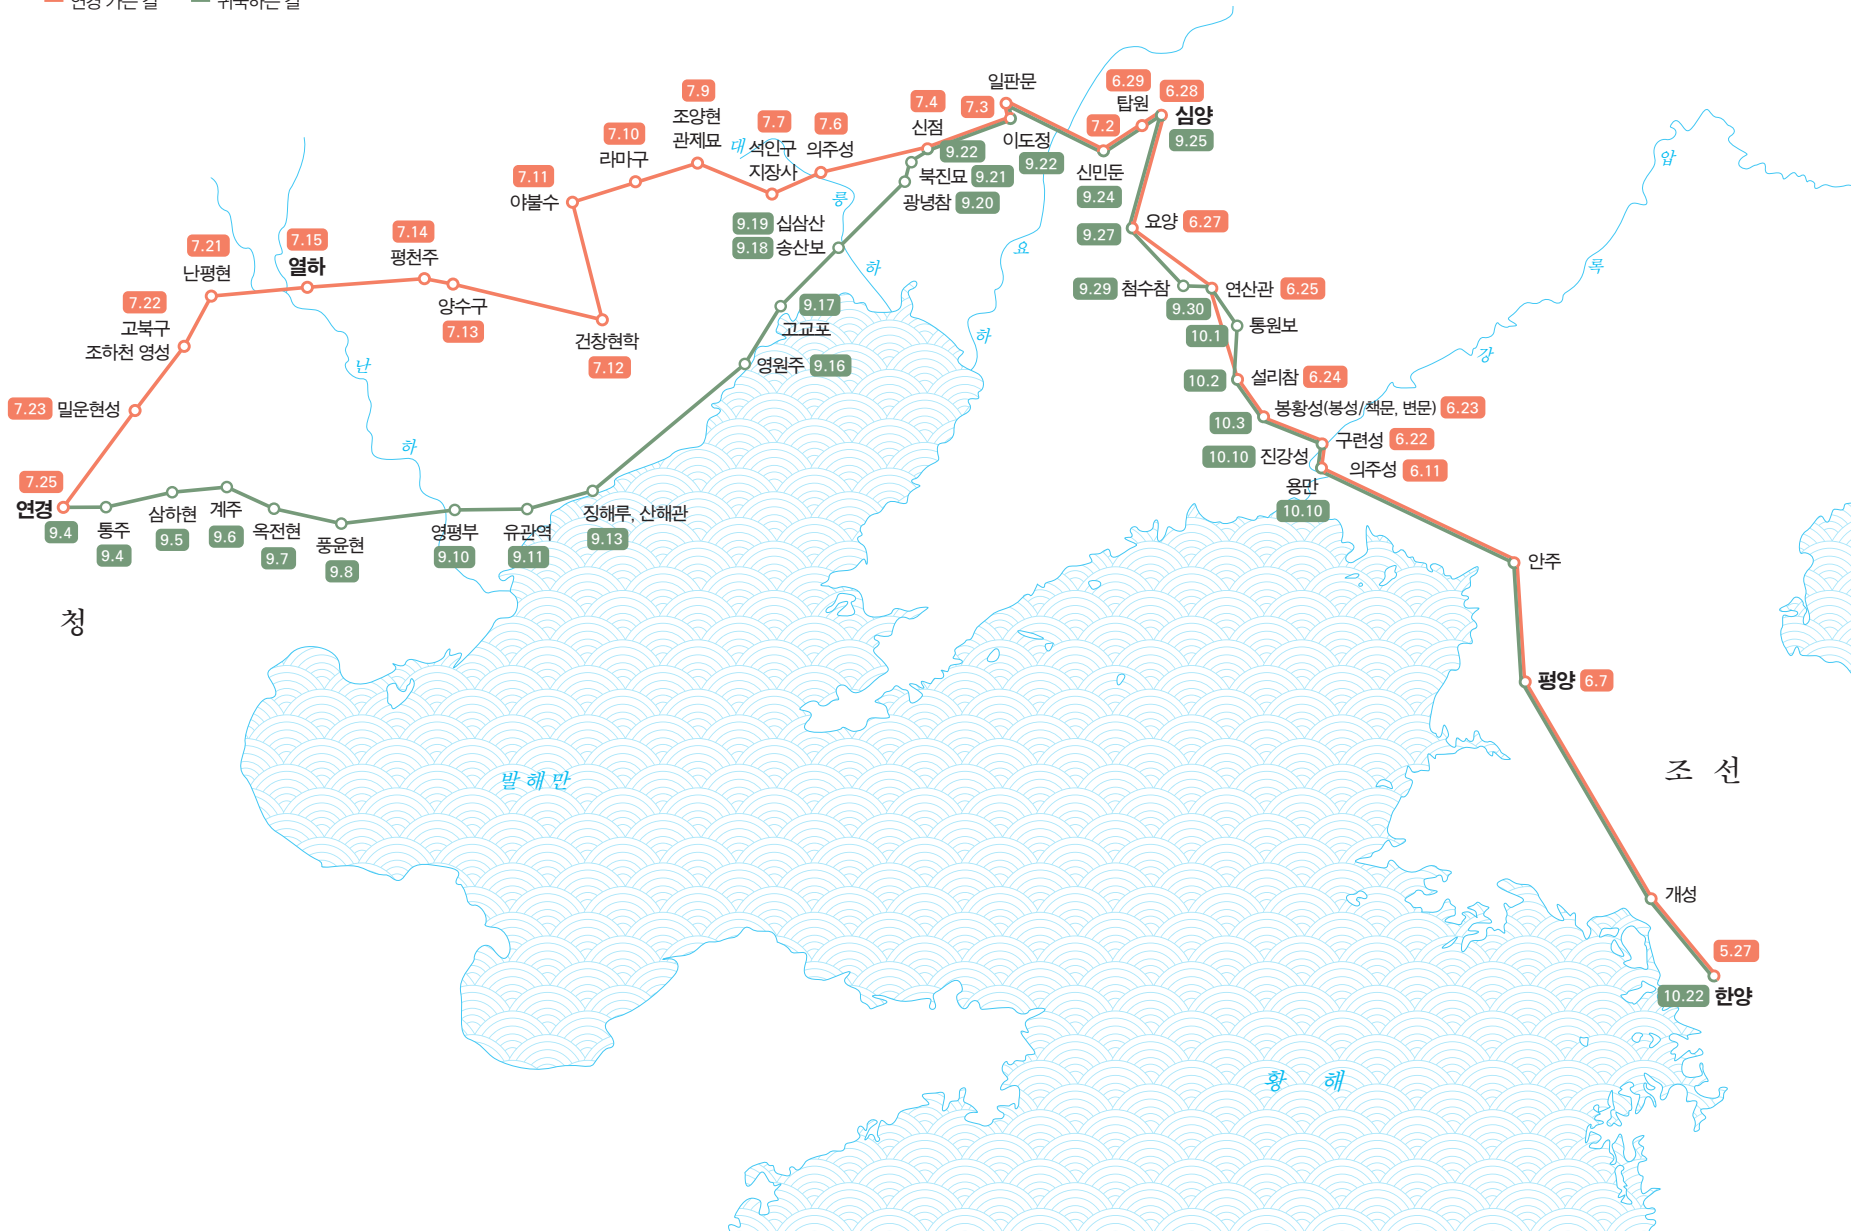 연경 가는 길 귀국하는 길
일판문
7.3
이도정
9.22
6.29
탑원
6.28
심양
9.25
7.2
신민둔
9.24
7.4
신점
9.22
북진묘 9.21
광녕참 9.20
7.6
의주성
7.7
석인구
지장사
7.9
조양현
관제묘
7.10
라마구
7.11
야불수
7.12
건창현학
양수구
7.13
7.14
평천주
7.15
열하
7.21
난평현
7.22
고북구
조하천 영성
7.23 밀운현성
7.25
연경
9.4
통주
9.4
삼하현
9.5
계주
9.6
옥전현
9.7
풍윤현
9.8
영평부
9.10
유관역
9.11
징해루, 산해관
9.13
영원주 9.16
9.17
고교포
9.18 송산보
9.19 십삼산
요양 6.27
9.27
9.29 첨수참
연산관 6.25
9.30
10.1
통원보
10.2
설리참 6.24
봉황성(봉성/책문, 변문) 6.23
10.3
구련성 6.22
10.10 진강성
의주성 6.11
용만
10.10
안주
평양 6.7
개성
5.27
10.22 한양
대릉하
요하
난하
압록강
발해만
황해
청
조선